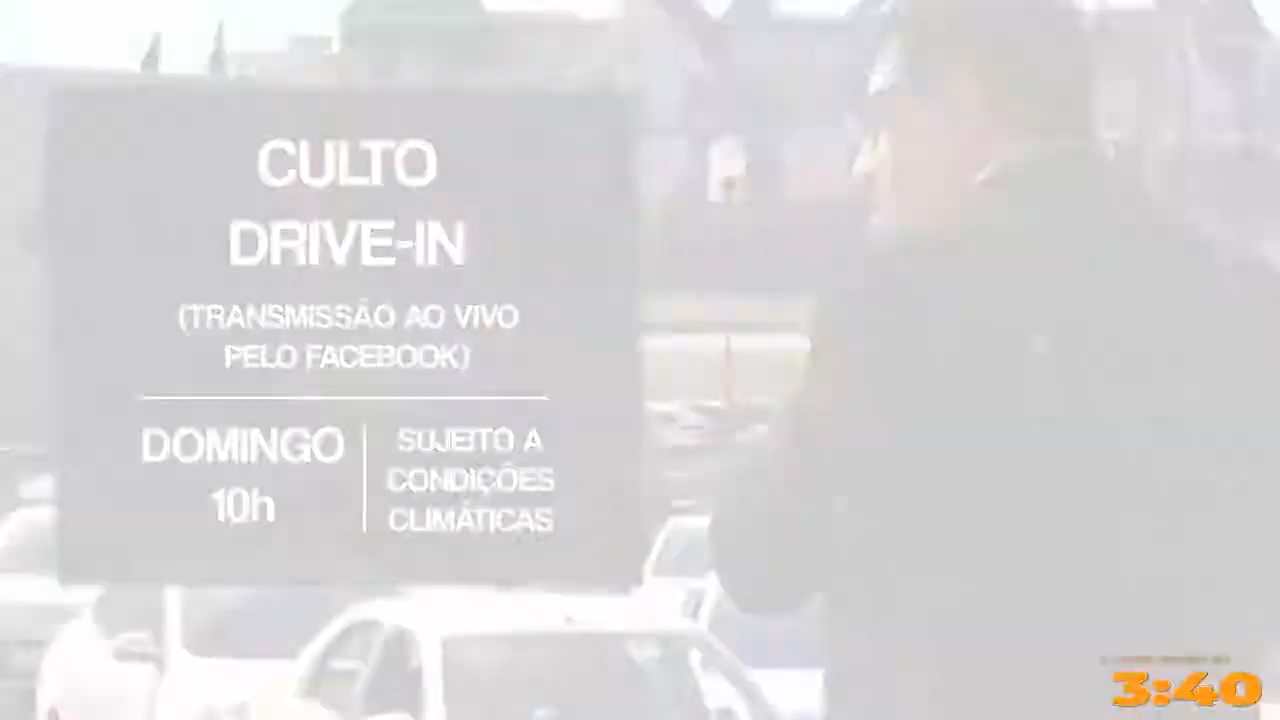 CULTO
DRIVE-IN
(TRANSMISSÃO AO VIVO
PELO FACEBOOK)
DOMINGO
10h
SUJEITO A
CONDIÇÕES
CLIMÁTICAS
3:40